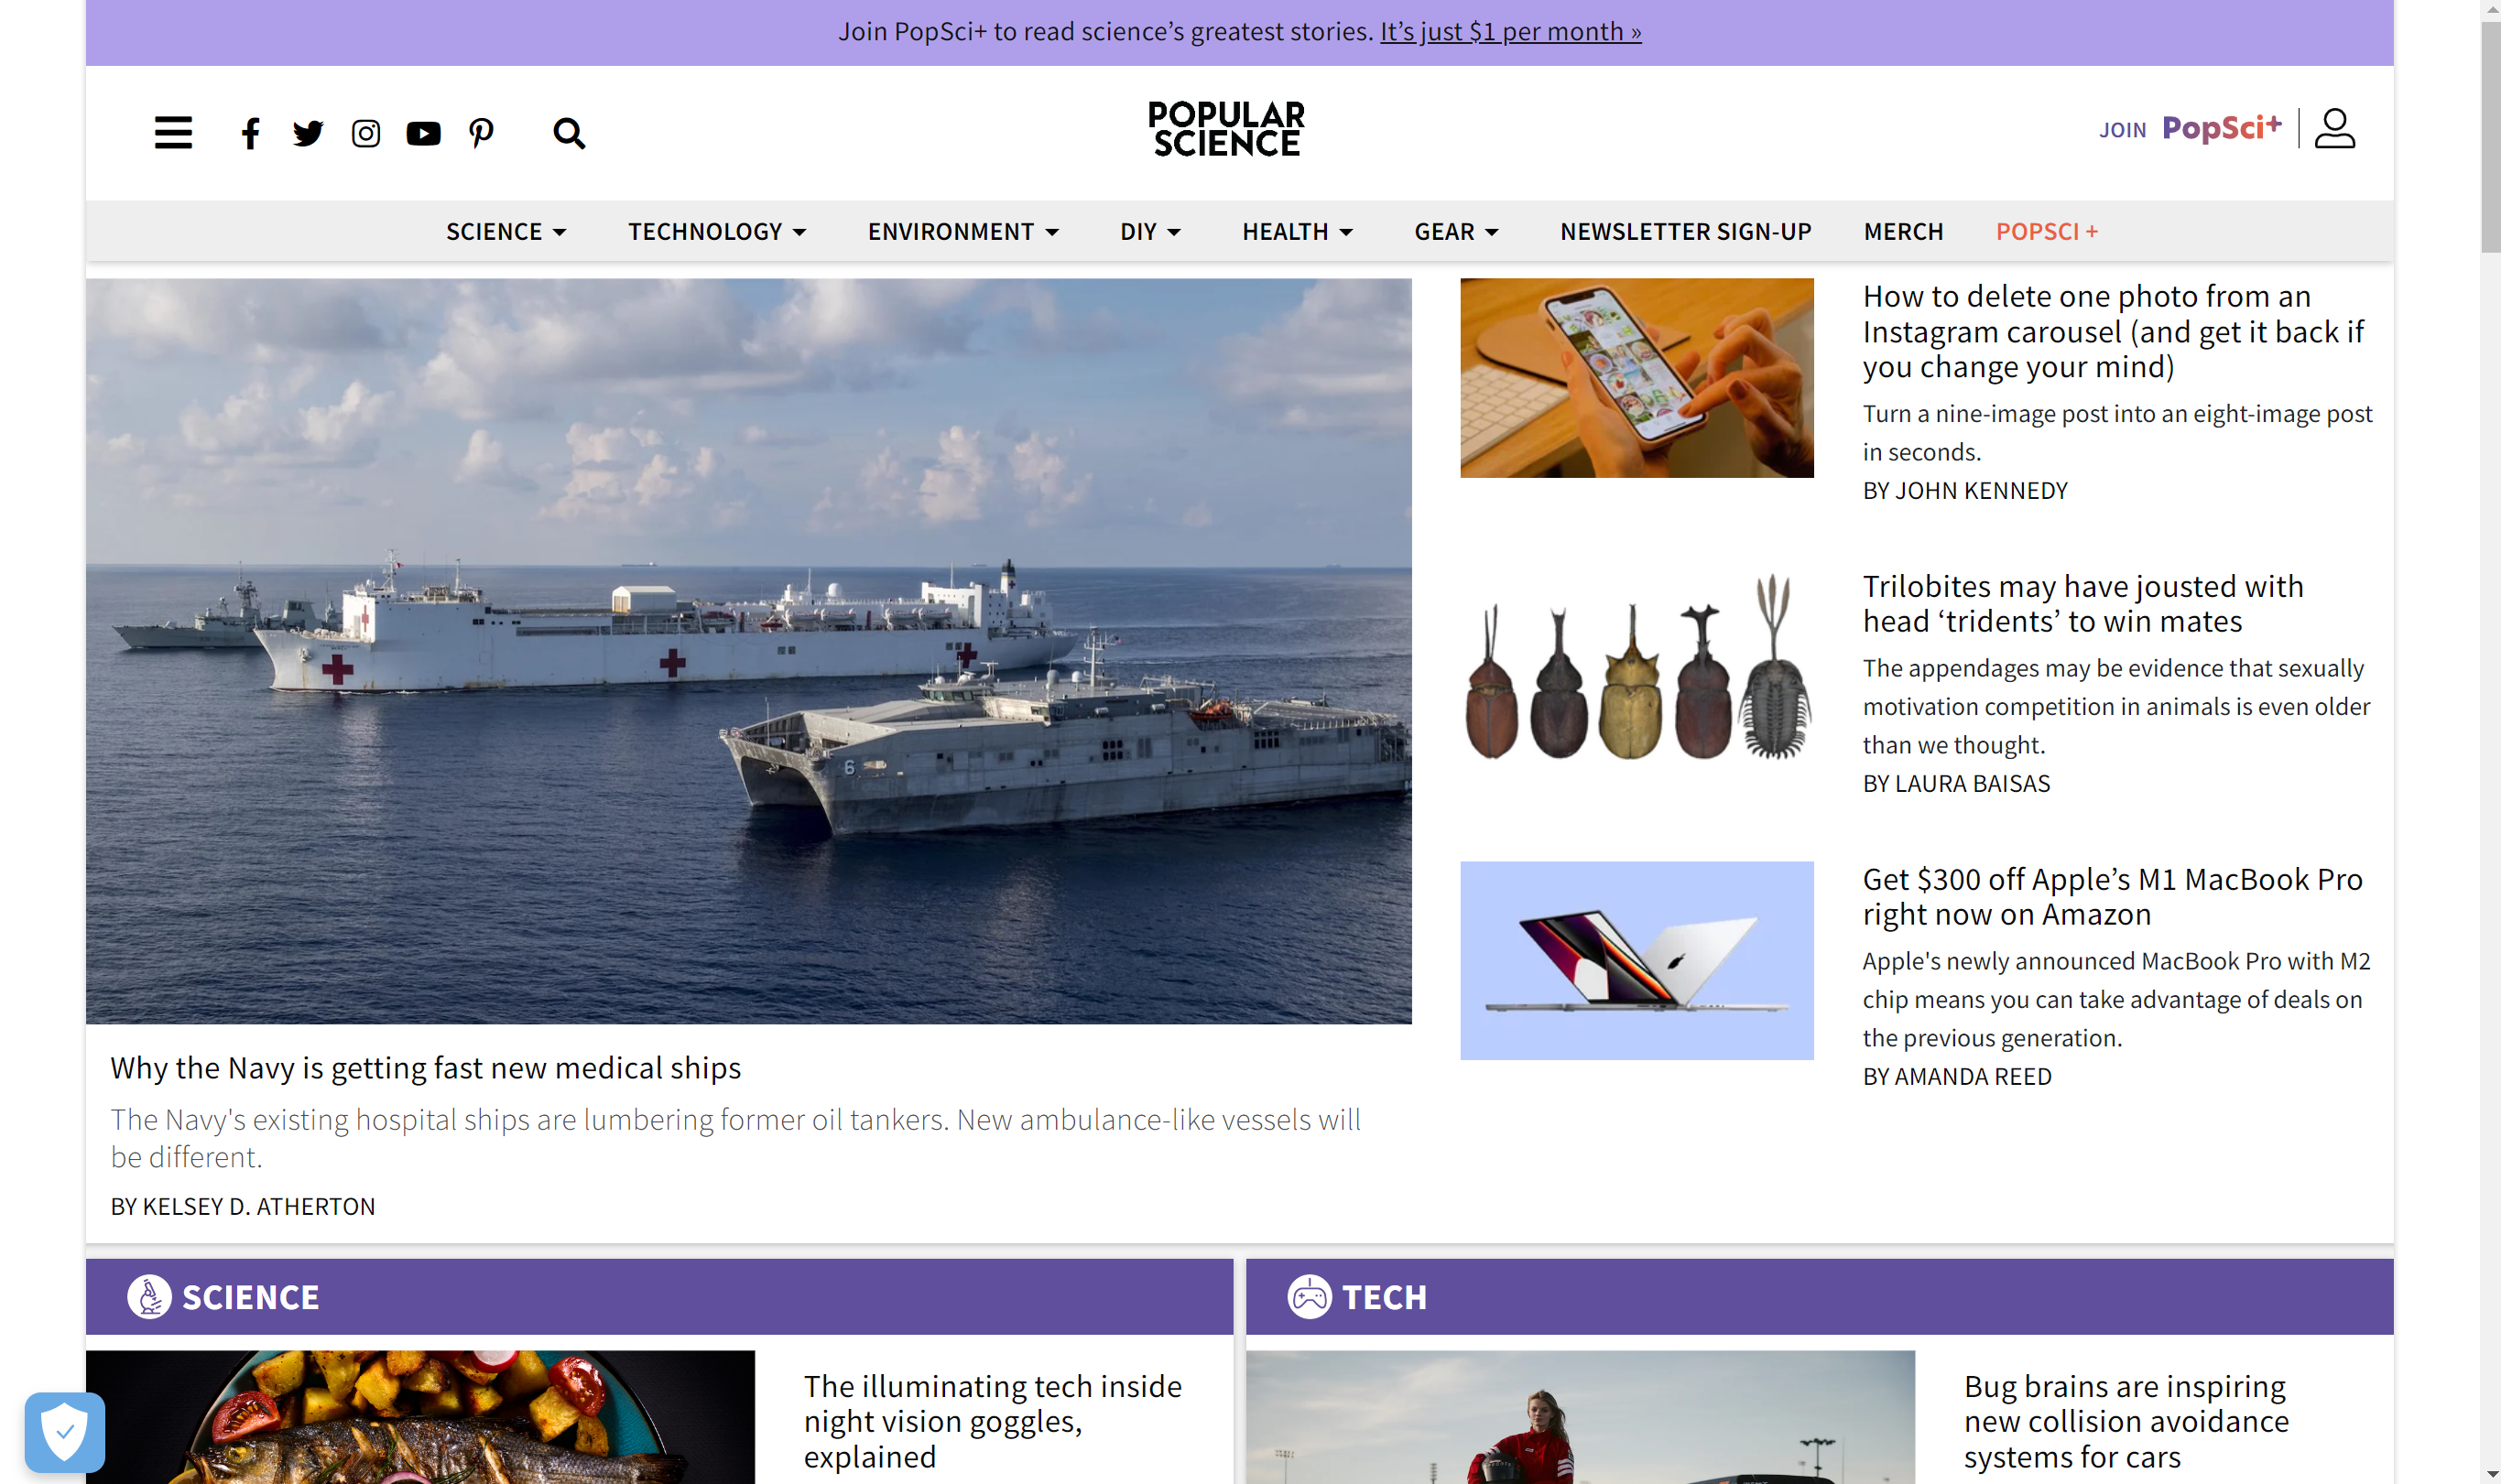 Join PopSci+ to read science’s greatest stories. It’s just $1 per month »
POPULAR
SCIENCE
JOIN PopSci+
SCIENCE
TECHNOLOGY
ENVIRONMENT
DIY
HEALTH
GEAR
NEWSLETTER SIGN-UP
MERCH
POPSCI +
6
Why the Navy is getting fast new medical ships
The Navy's existing hospital ships are lumbering former oil tankers. New ambulance-like vessels will
be different.
BY KELSEY D. ATHERTON
How to delete one photo from an
Instagram carousel (and get it back if
you change your mind)
Turn a nine-image post into an eight-image post
in seconds.
BY JOHN KENNEDY
Trilobites may have jousted with
head ‘tridents’ to win mates
The appendages may be evidence that sexually
motivation competition in animals is even older
than we thought.
BY LAURA BAISAS
Get $300 off Apple’s M1 MacBook Pro
right now on Amazon
Apple's newly announced MacBook Pro with M2
chip means you can take advantage of deals on
the previous generation.
BY AMANDA REED
SCIENCE
The illuminating tech inside
night vision goggles,
explained
TECH
Bug brains are inspiring
new collision avoidance
systems for cars